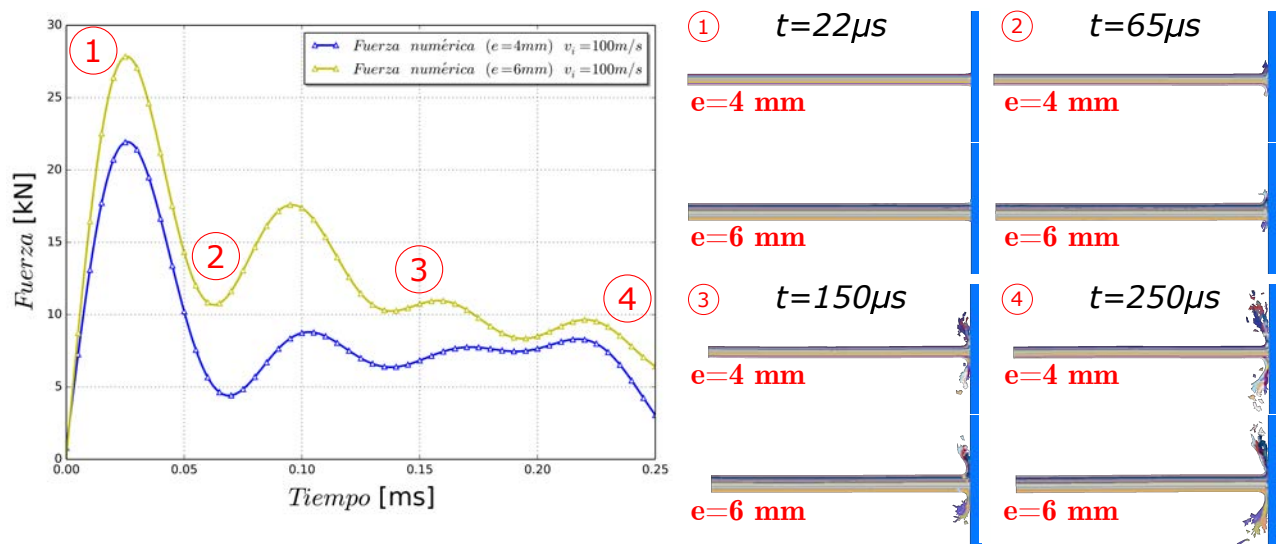 30
25
20
15
10
5
0
Fuerza [kN]
0.00 0.05 0.10 0.15 0.20 0.25
Tiempo [ms]
Fuerza numérica (e=4mm) v_i=100m/s
Fuerza numérica (e=6mm) v_i=100m/s
1
2
3
4
1 t=22µs
e=4 mm
e=6 mm
2 t=65µs
e=4 mm
e=6 mm
3 t=150µs
e=4 mm
e=6 mm
4 t=250µs
e=4 mm
e=6 mm